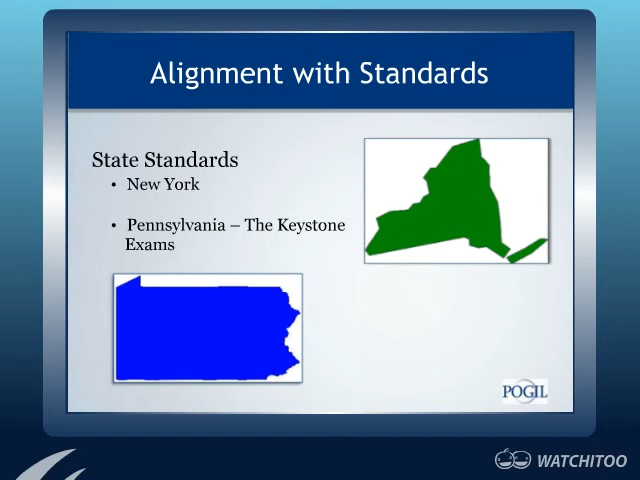 Alignment with Standards
State Standards
• New York
• Pennsylvania – The Keystone
Exams
POGIL
WATCHITOO